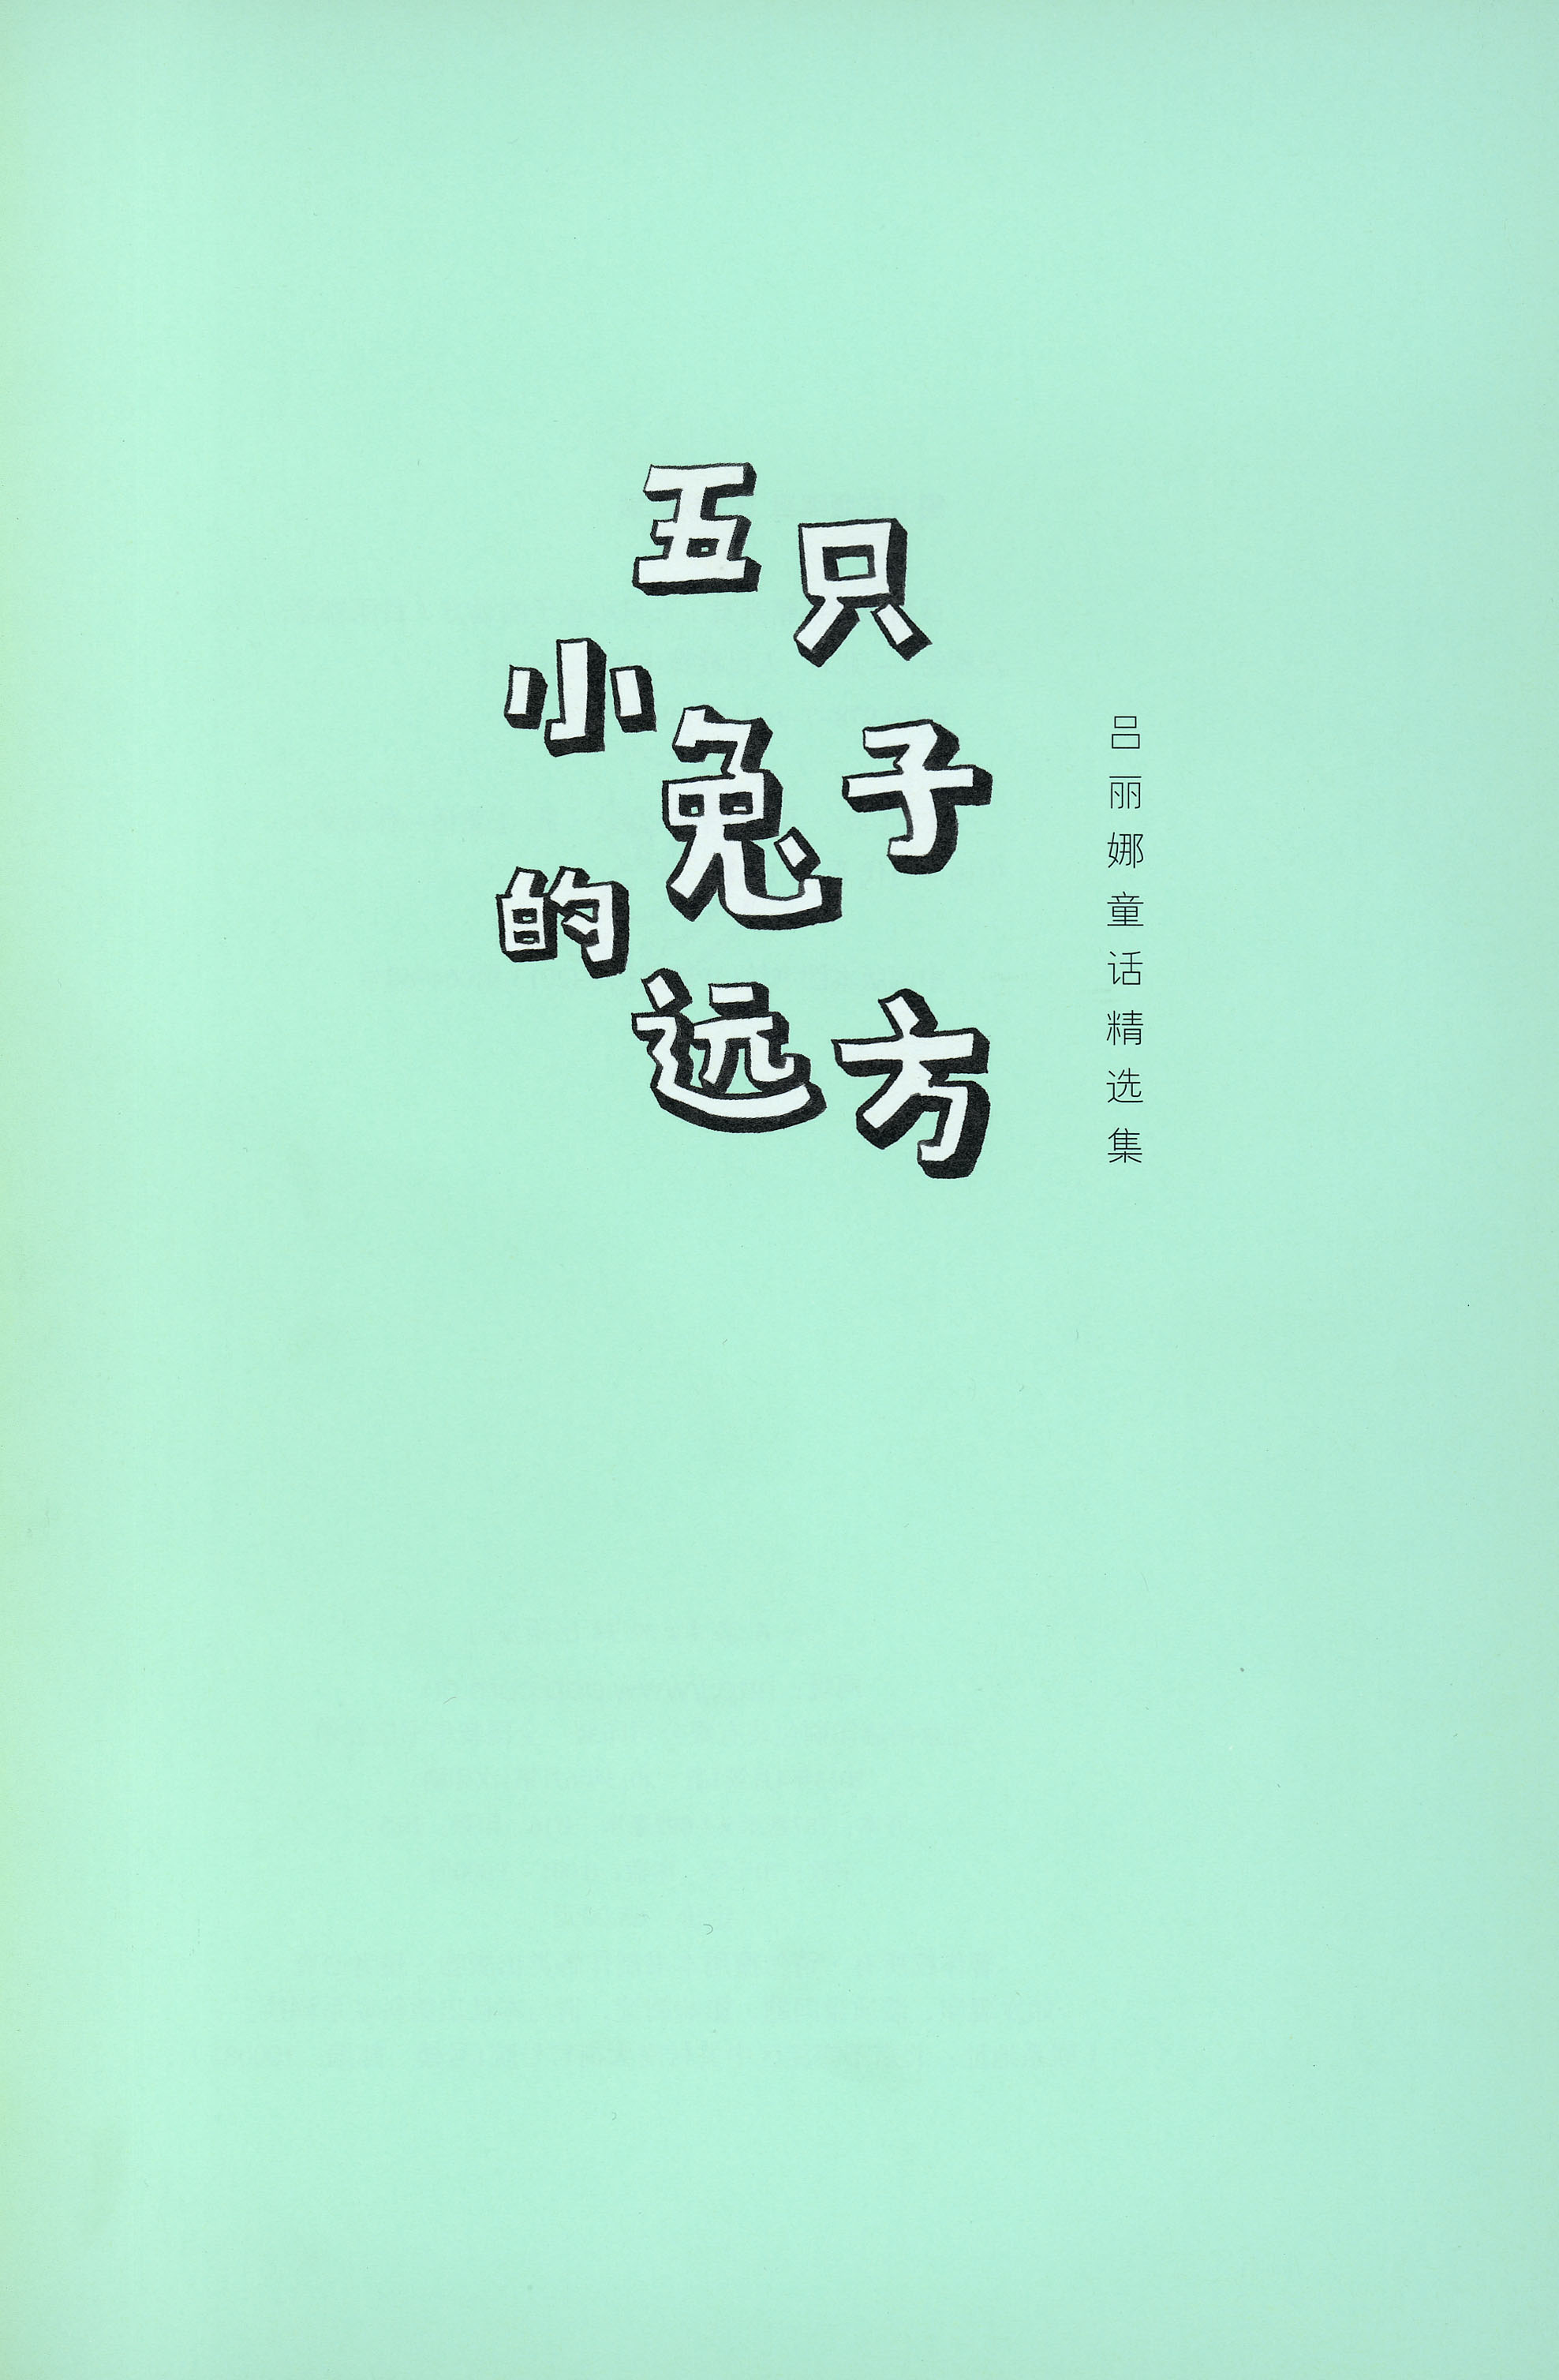 五只
小兔子
的
远方
吕丽娜童话精选集